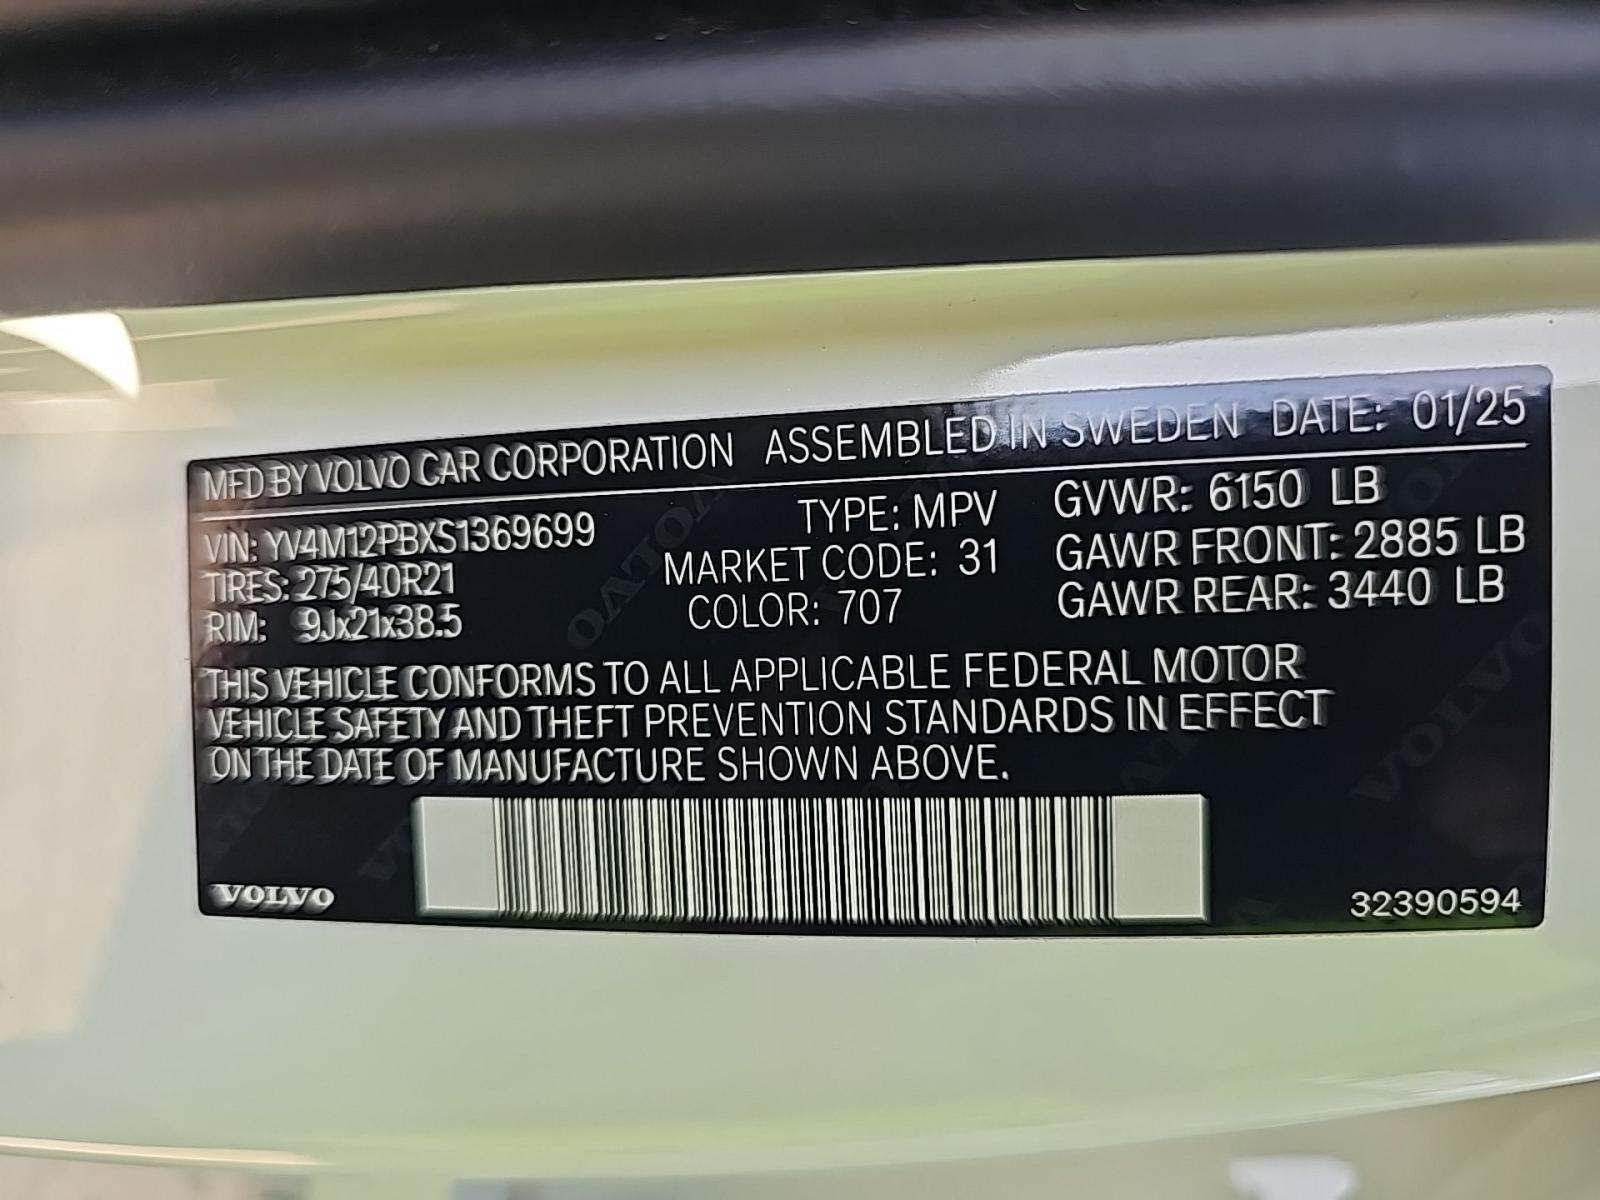 MFD BY VOLVO CAR CORPORATION ASSEMBLED IN SWEDEN DATE: 01/25
VIN: YV4M12PBXS1369699 TYPE: MPV GVWR: 6150 LB
TIRES: 275/40R21 MARKET CODE: 31 GAWR FRONT: 2885 LB
RIM: 9Jx21x38.5 COLOR: 707 GAWR REAR: 3440 LB
THIS VEHICLE CONFORMS TO ALL APPLICABLE FEDERAL MOTOR
VEHICLE SAFETY AND THEFT PREVENTION STANDARDS IN EFFECT
ON THE DATE OF MANUFACTURE SHOWN ABOVE.
VOLVO 32390594